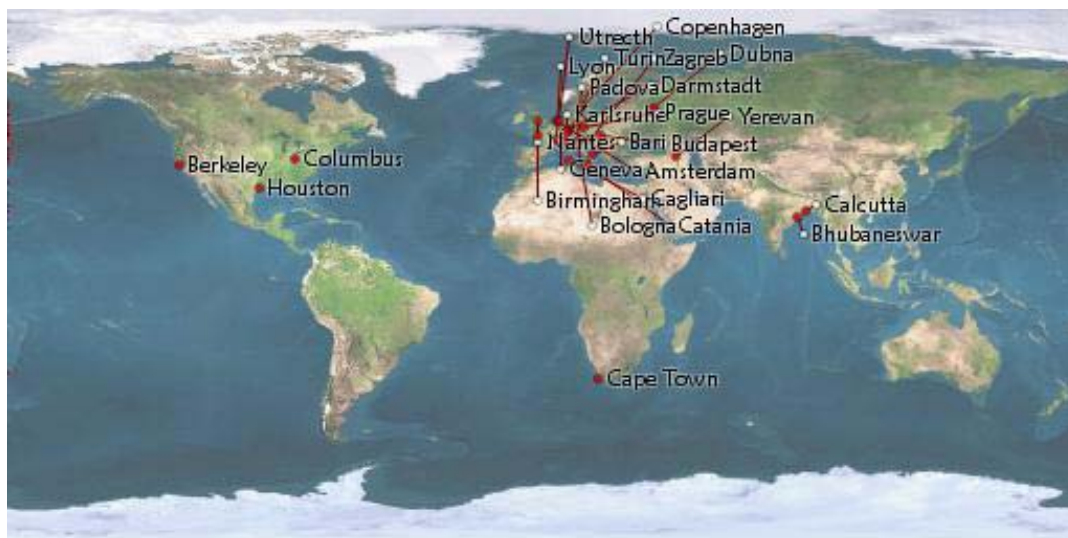 Copenhagen
Utrecth
Turin
Zagreb
Dubna
Lyon
Padova
Darmstadt
Karlsruhe
Prague
Yerevan
Nantes
Bari
Budapest
Berkeley
Columbus
Geneva
Amsterdam
Houston
Birmingham
Cagliari
Calcutta
Bologna
Catania
Bhubaneswar
Cape Town